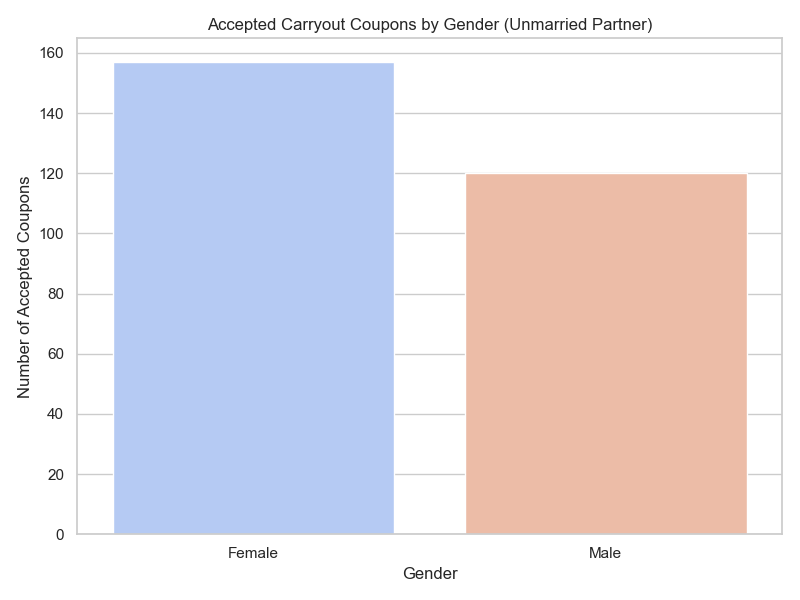 Accepted Carryout Coupons by Gender (Unmarried Partner)
Number of Accepted Coupons
160
140
120
100
80
60
40
20
0
Female
Male
Gender